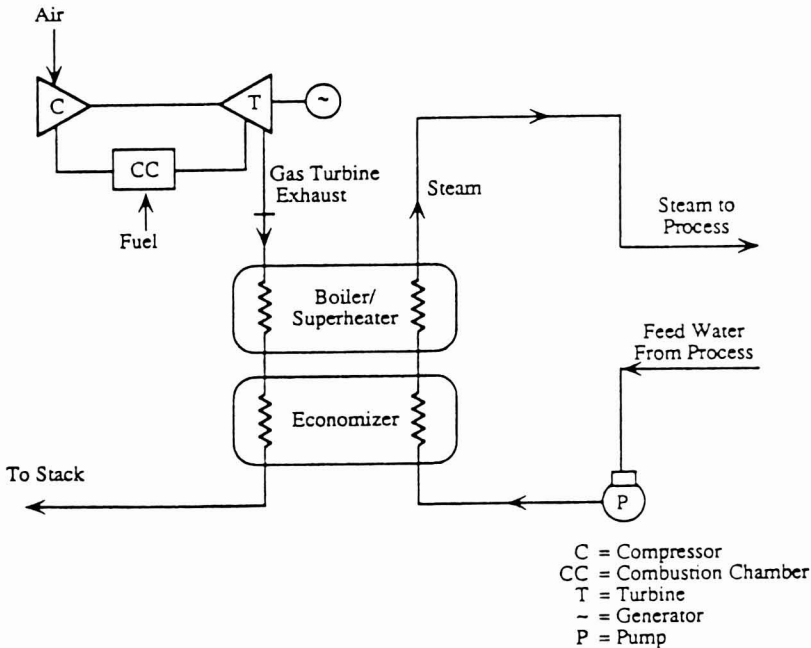 Air
C
T
~
CC
Gas Turbine
Exhaust
Fuel
Steam
Steam to
Process
Boiler/
Superheater
Feed Water
From Process
Economizer
To Stack
P
C = Compressor
CC = Combustion Chamber
T = Turbine
~ = Generator
P = Pump